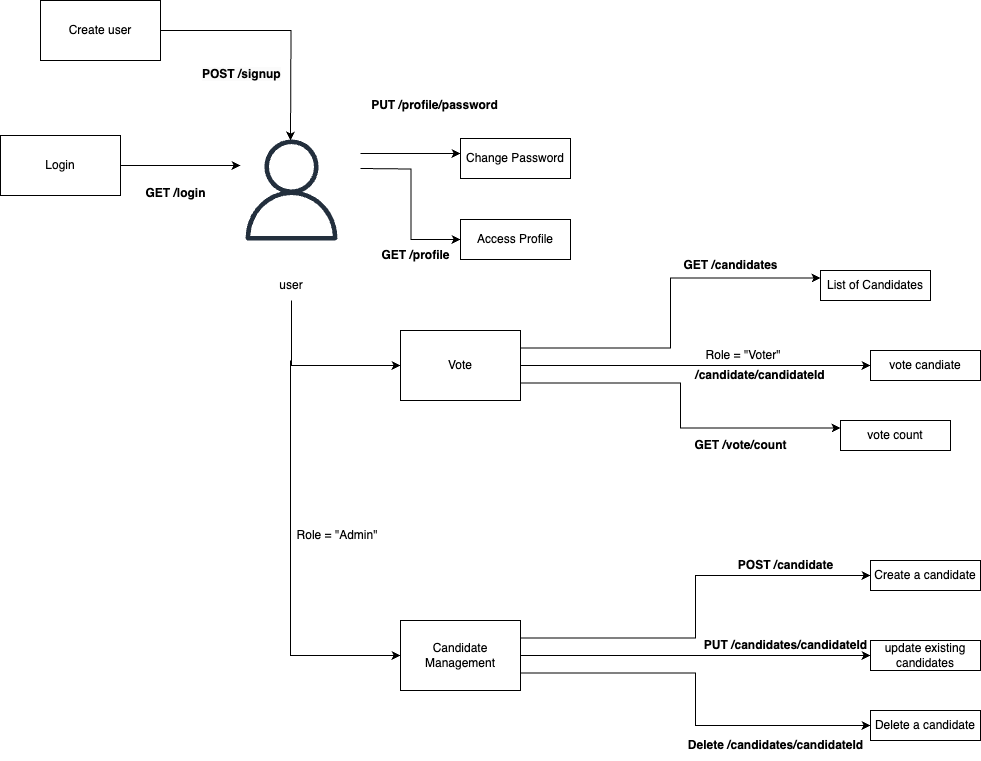 Create user
POST /signup
PUT /profile/password
Change Password
Login
GET /login
Access Profile
GET /profile
user
GET /candidates
List of Candidates
Vote
Role = "Voter"
/candidate/candidateId
vote candiate
GET /vote/count
vote count
Role = "Admin"
POST /candidate
Create a candidate
Candidate
Management
PUT /candidates/candidateId
update existing
candidates
Delete a candidate
Delete /candidates/candidateId